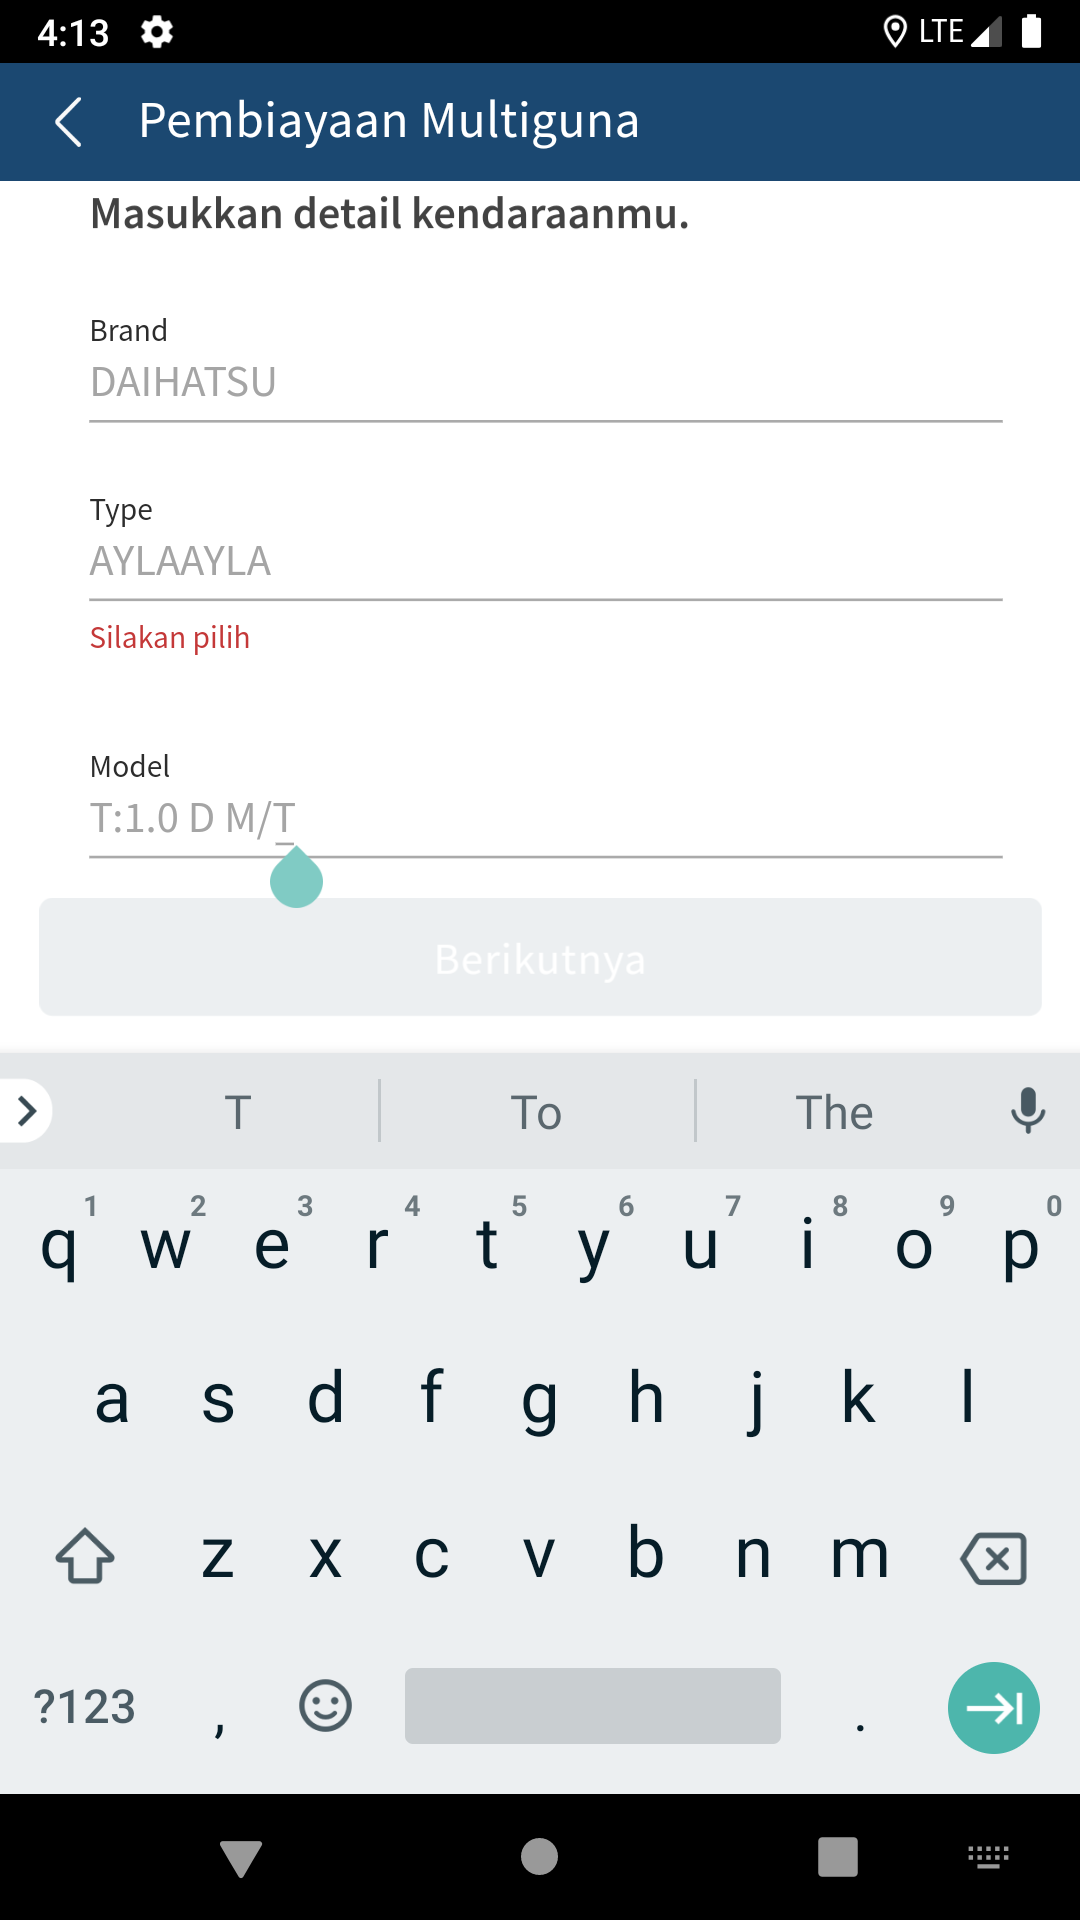 4:13 LTE
Pembiayaan Multiguna
Masukkan detail kendaraanmu.
Brand
DAIHATSU
Type
AYLAAYLA
Silakan pilih
Model
T:1.0 D M/T
Berikutnya
T To The
1 2 3 4 5 6 7 8 9 0
q w e r t y u i o p
a s d f g h j k l
z x c v b n m
?123 , .